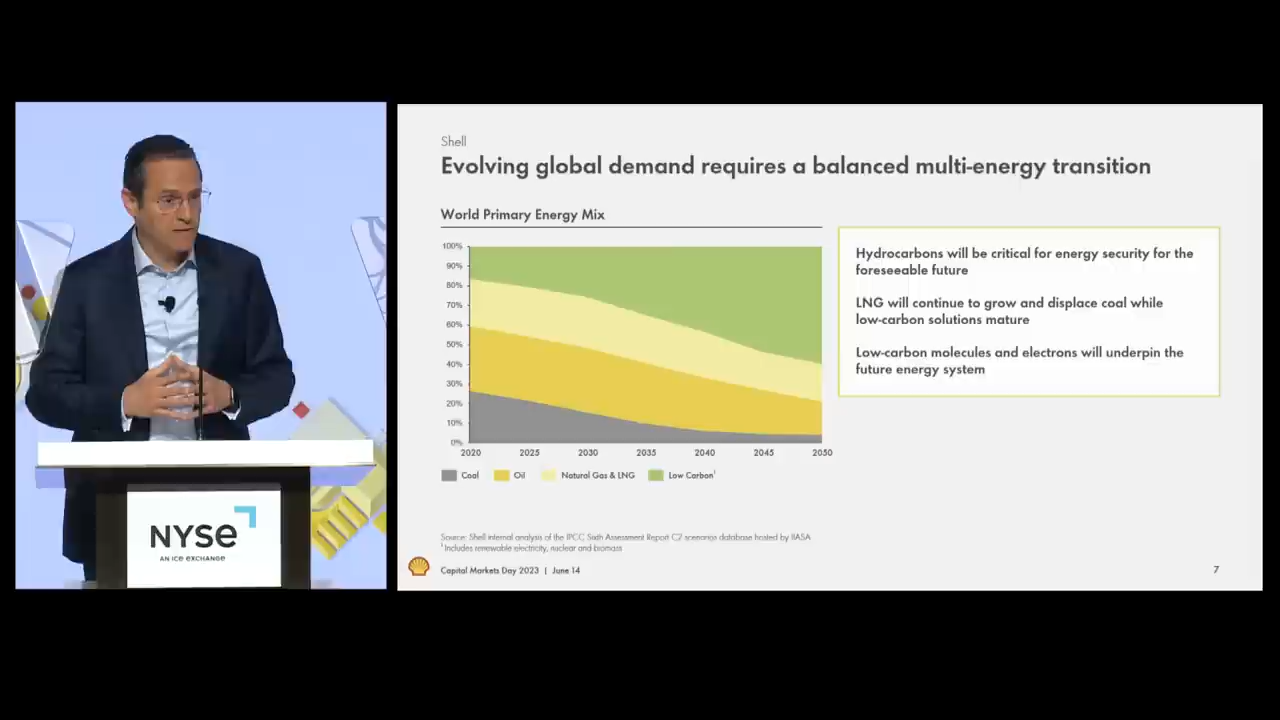 NYSE
AN ICE EXCHANGE
Shell
Evolving global demand requires a balanced multi-energy transition
World Primary Energy Mix
100%
90%
80%
70%
60%
50%
40%
30%
20%
10%
0%
2020 2025 2030 2035 2040 2045 2050
Coal Oil Natural Gas & LNG Low Carbon¹
Hydrocarbons will be critical for energy security for the
foreseeable future
LNG will continue to grow and displace coal while
low-carbon solutions mature
Low-carbon molecules and electrons will underpin the
future energy system
Source: Shell internal analysis of the IPCC Sixth Assessment Report C2 scenarios database hosted by IIASA
¹ Includes renewable electricity, nuclear and biomass
Capital Markets Day 2023 | June 14
7